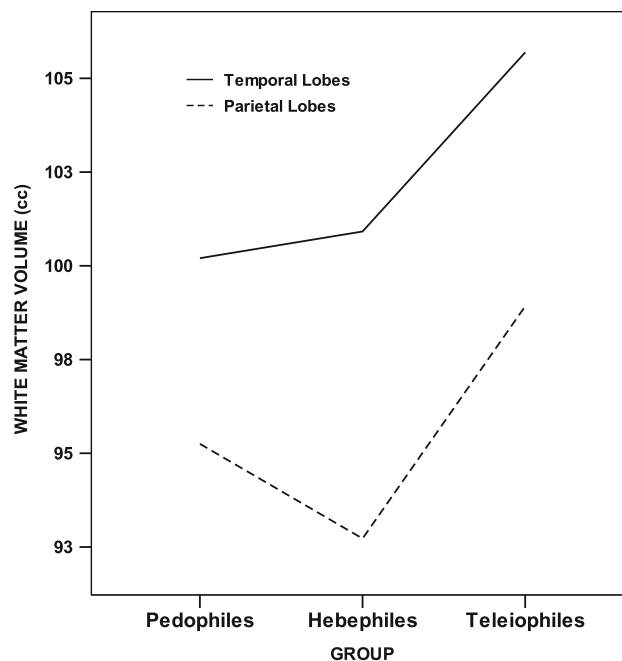 105
103
100
98
95
93
WHITE MATTER VOLUME (cc)
Temporal Lobes
Parietal Lobes
Pedophiles Hebephiles Teleiophiles
GROUP